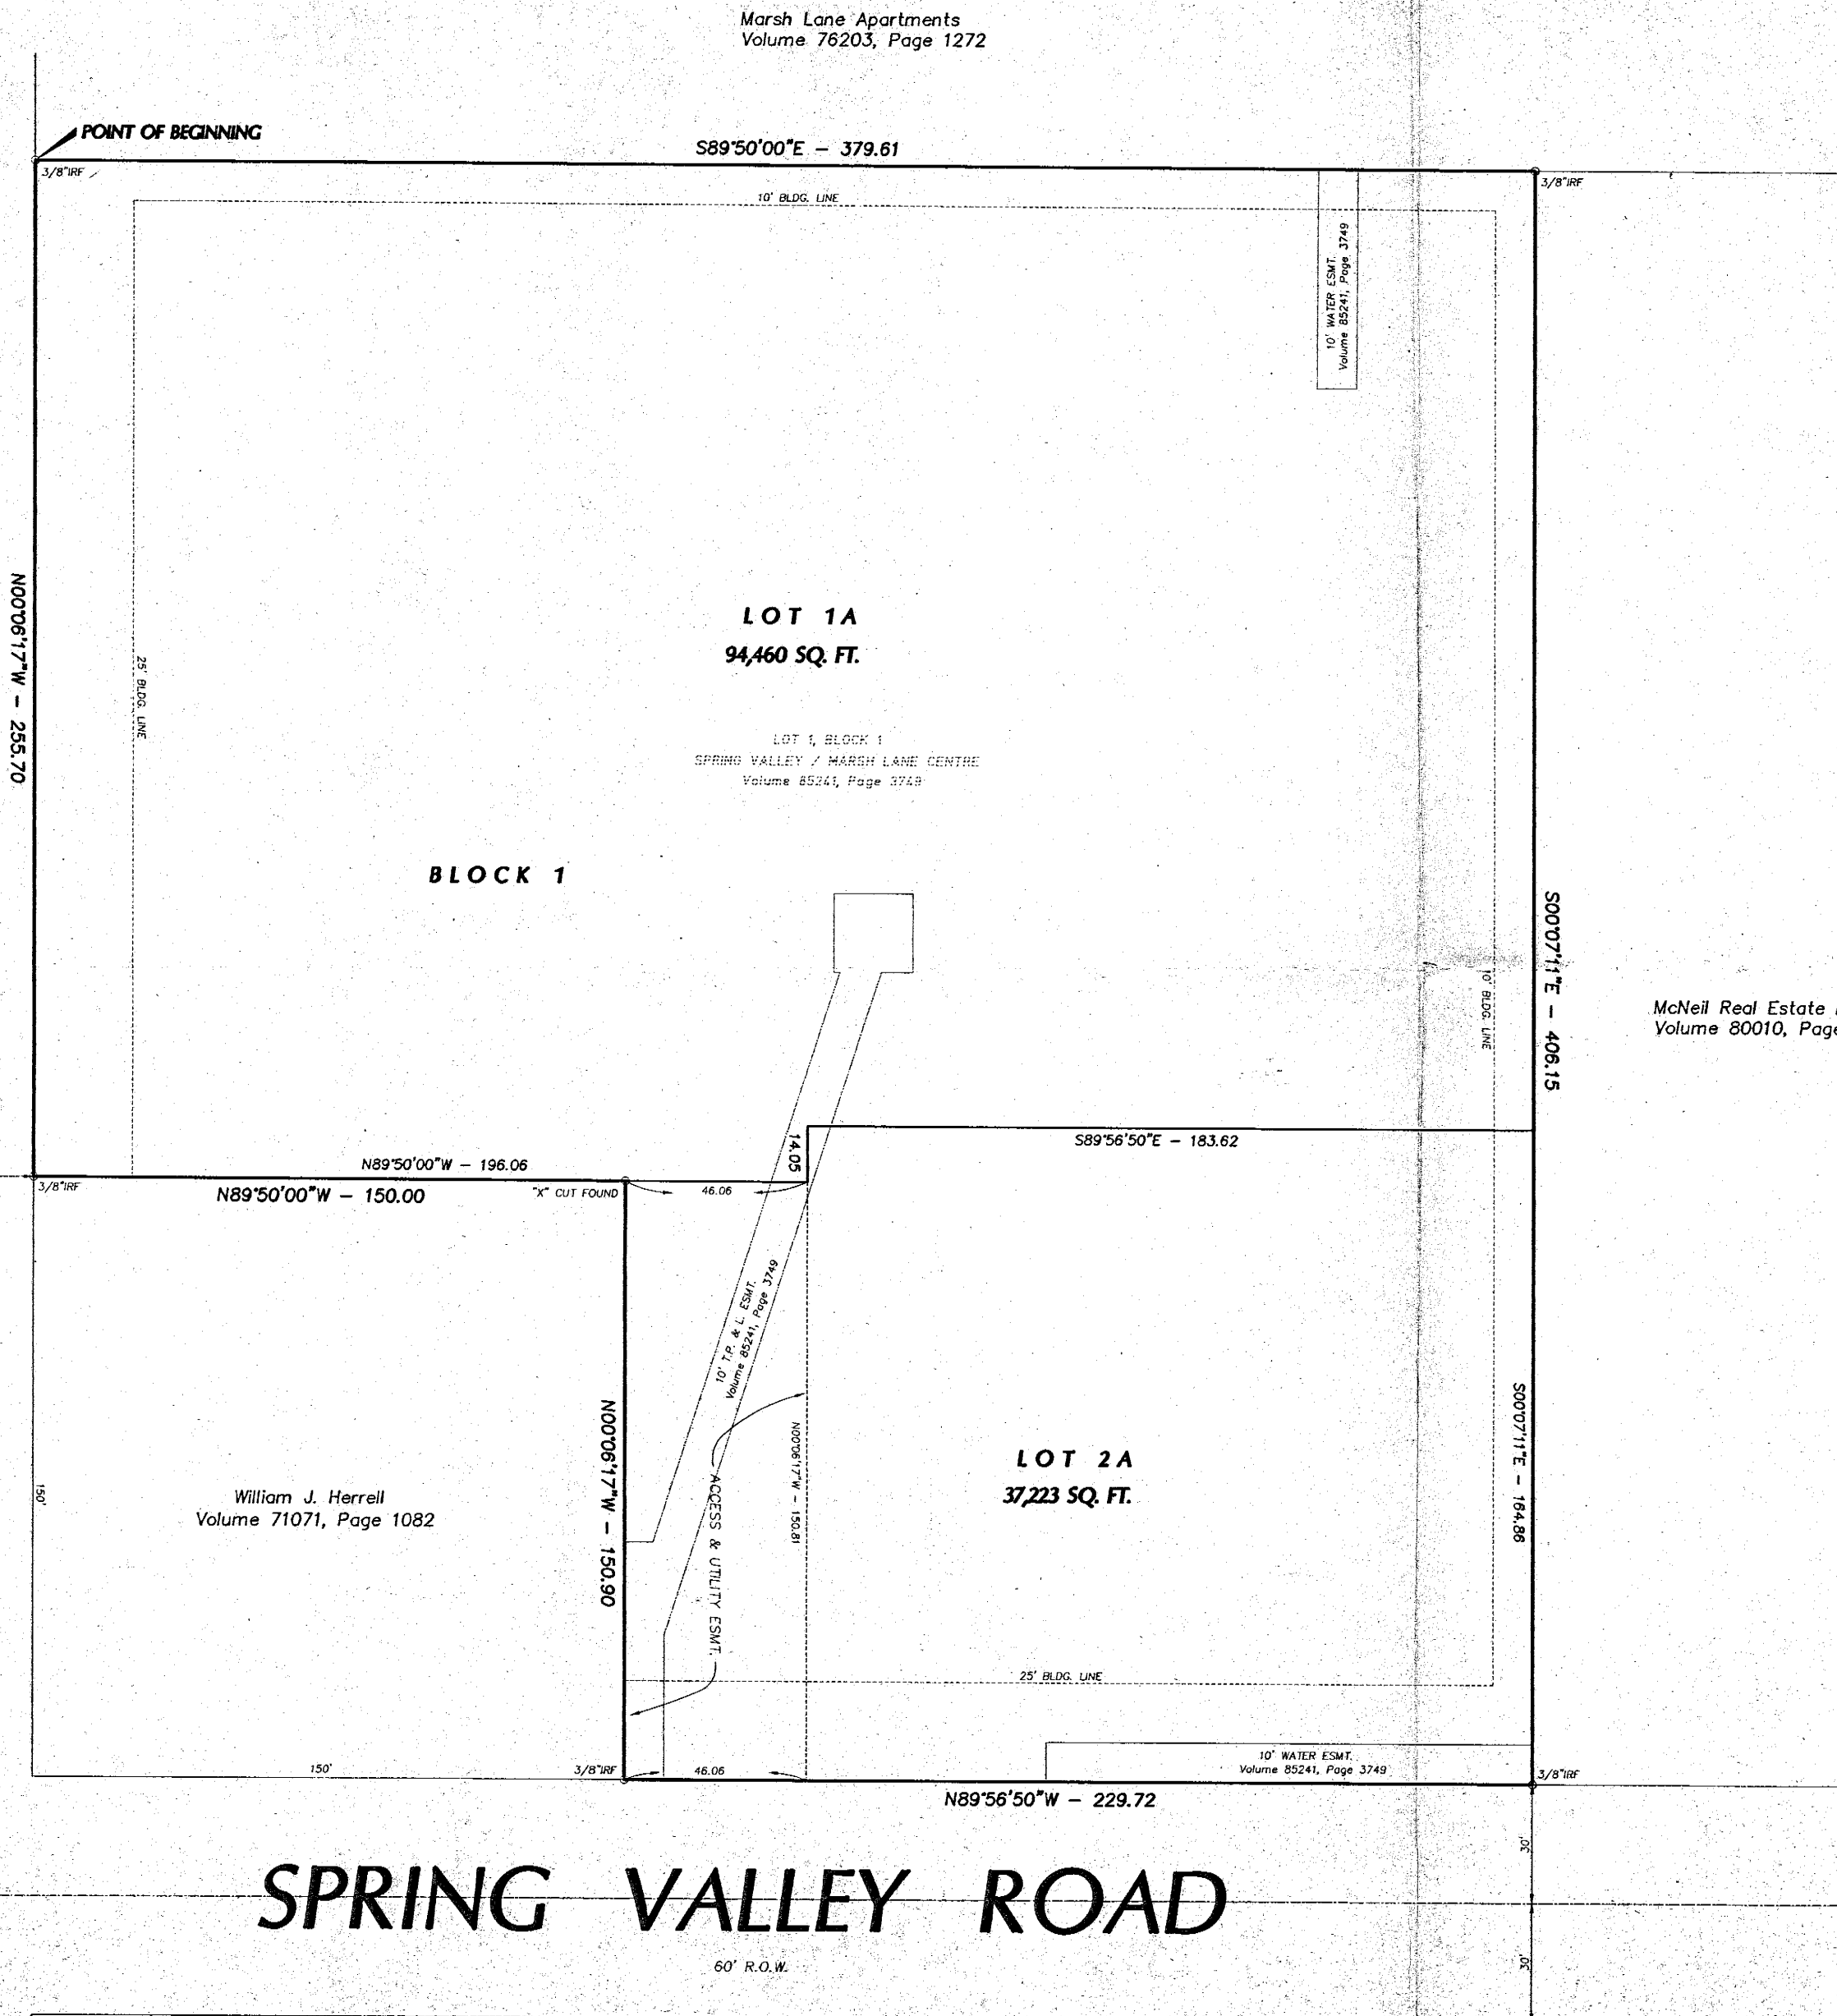 Marsh Lane Apartments
Volume 76203, Page 1272
POINT OF BEGINNING
S89°50'00"E – 379.61
3/8"IRF
3/8"IRF
10' BLDG. LINE
10' WATER ESMT.
Volume 85241, Page 3749
N00°06'17"W – 255.70
25' BLDG. LINE
LOT 1A
94,460 SQ. FT.
LOT 1, BLOCK 1
SPRING VALLEY / MARSH LANE CENTRE
Volume 85241, Page 3749
BLOCK 1
S00°07'11"E – 406.15
10' BLDG. LINE
McNeil Real Estate
Volume 80010, Page
14.05
S89°56'50"E – 183.62
N89°50'00"W – 196.06
3/8"IRF
N89°50'00"W – 150.00
"X" CUT FOUND
46.06
10' T.P. & L. ESMT.
Volume 85241, Page 3749
N00°06'17"W – 150.90
N00°06'17"W – 150.81
ACCESS & UTILITY ESMT.
LOT 2A
37,223 SQ. FT.
S00°07'11"E – 164.86
150'
William J. Herrell
Volume 71071, Page 1082
25' BLDG. LINE
150'
3/8"IRF
46.06
10' WATER ESMT.
Volume 85241, Page 3749
3/8"IRF
N89°56'50"W – 229.72
30'
SPRING VALLEY ROAD
60' R.O.W.
30'